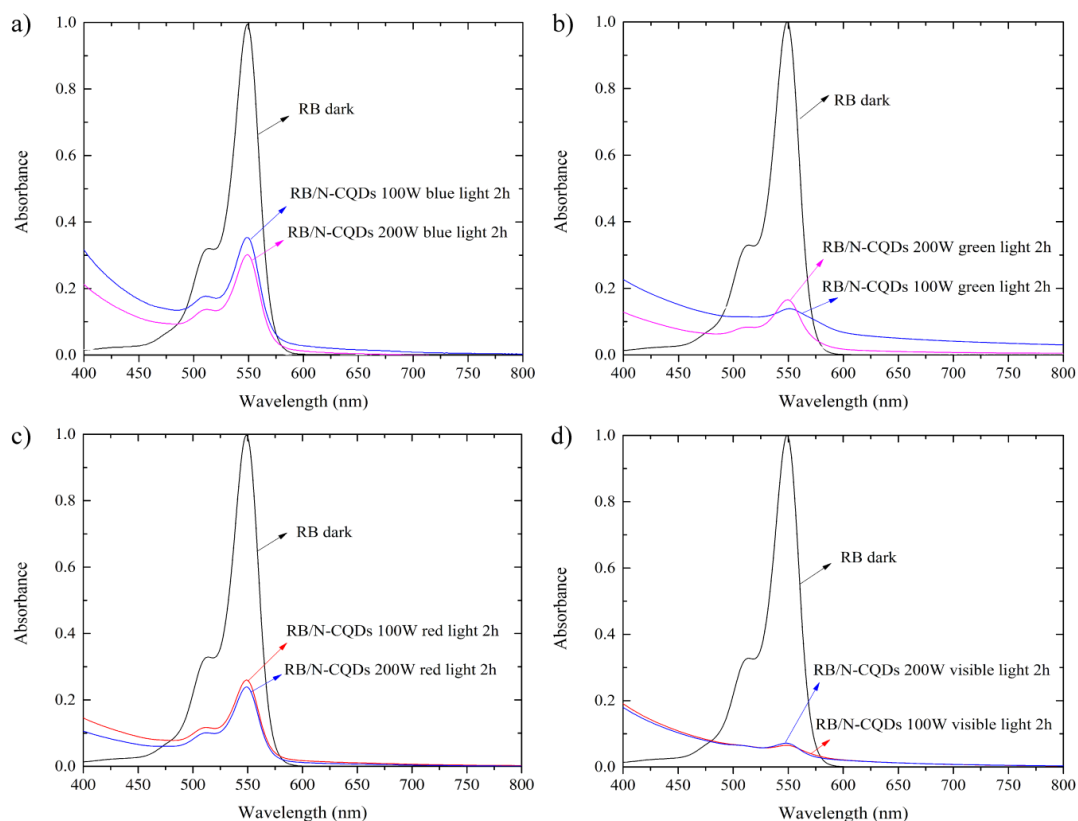 a)
1.0
0.8
0.6
0.4
0.2
0.0
Absorbance
RB dark
RB/N-CQDs 100W blue light 2h
RB/N-CQDs 200W blue light 2h
400 450 500 550 600 650 700 750 800
Wavelength (nm)
b)
1.0
0.8
0.6
0.4
0.2
0.0
Absorbance
RB dark
RB/N-CQDs 200W green light 2h
RB/N-CQDs 100W green light 2h
400 450 500 550 600 650 700 750 800
Wavelength (nm)
c)
1.0
0.8
0.6
0.4
0.2
0.0
Absorbance
RB dark
RB/N-CQDs 100W red light 2h
RB/N-CQDs 200W red light 2h
400 450 500 550 600 650 700 750 800
Wavelength (nm)
d)
1.0
0.8
0.6
0.4
0.2
0.0
Absorbance
RB dark
RB/N-CQDs 200W visible light 2h
RB/N-CQDs 100W visible light 2h
400 450 500 550 600 650 700 750 800
Wavelength (nm)